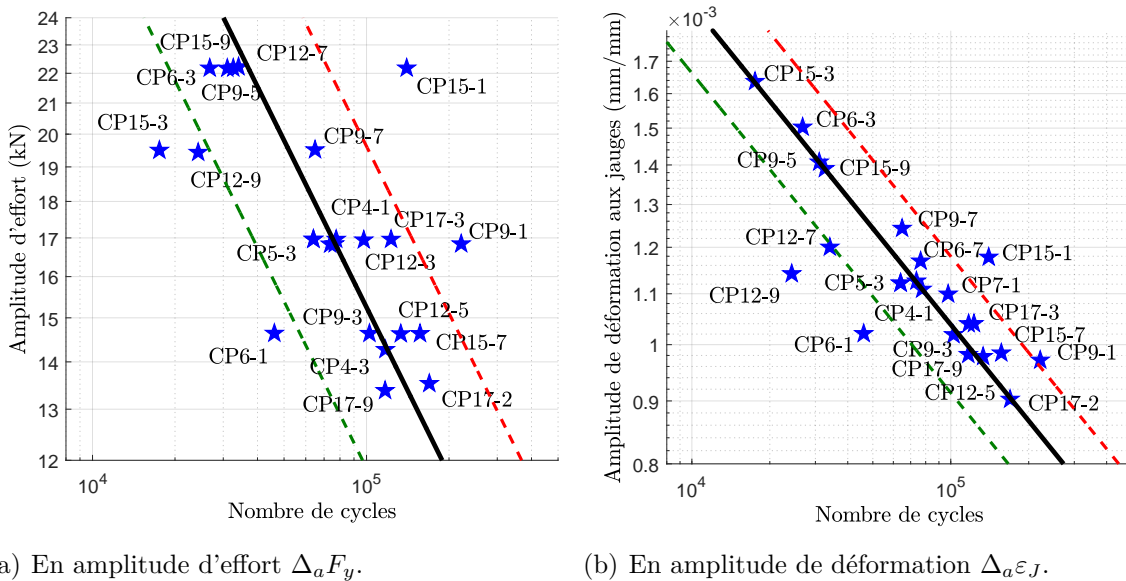 24
23
22
21
20
19
18
17
16
15
14
13
12
Amplitude d'effort (kN)
CP15-9
CP12-7
CP6-3
CP9-5
CP15-1
CP15-3
CP9-7
CP12-9
CP4-1
CP17-3
CP5-3
CP9-1
CP12-3
CP9-3
CP12-5
CP6-1
CP15-7
CP4-3
CP17-9
CP17-2
10^4
10^5
Nombre de cycles
a) En amplitude d'effort Δ_aF_y.
×10^-3
1.7
1.6
1.5
1.4
1.3
1.2
1.1
1
0.9
0.8
Amplitude de déformation aux jauges (mm/mm)
CP15-3
CP6-3
CP9-5
CP15-9
CP9-7
CP12-7
CP6-7
CP15-1
CP12-9
CP5-3
CP7-1
CP4-1
CP17-3
CP6-1
CP15-7
CP9-3
CP9-1
CP17-9
CP12-5
CP17-2
10^4
10^5
Nombre de cycles
(b) En amplitude de déformation Δ_aε_J.